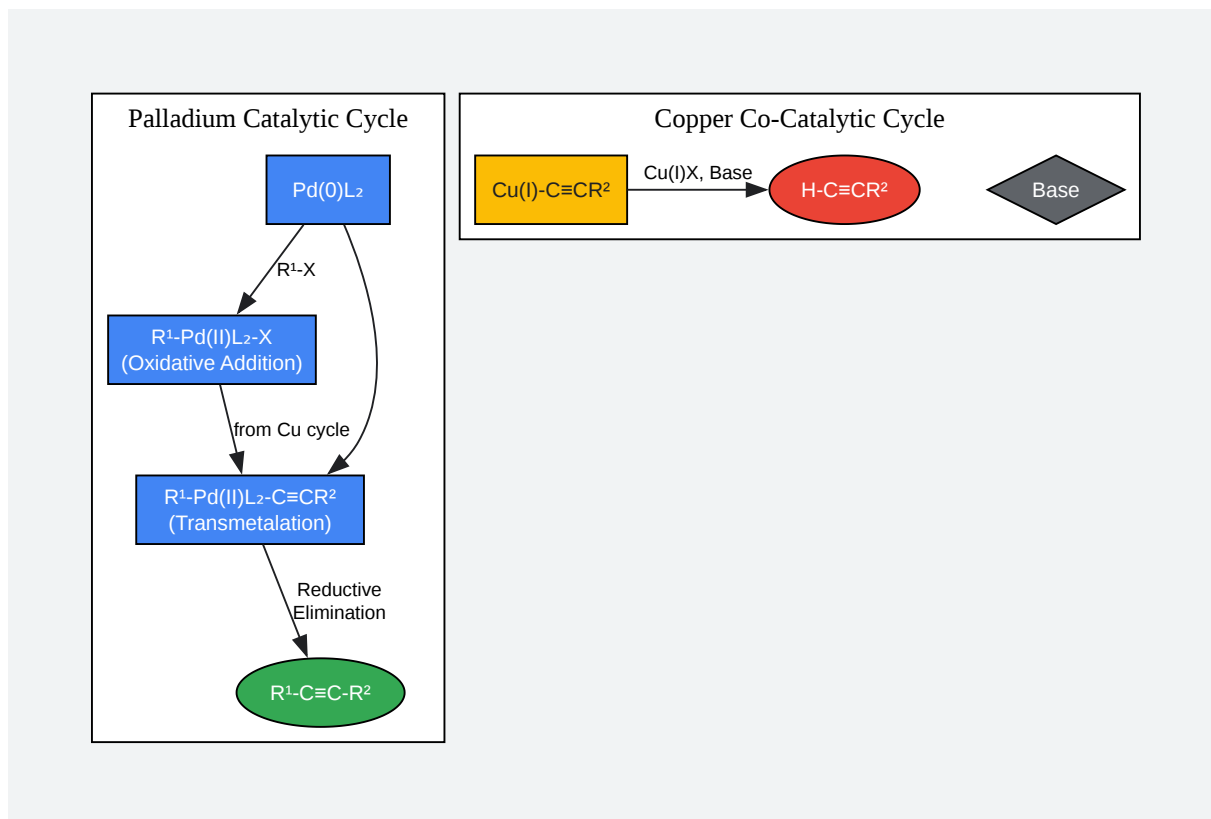 Palladium Catalytic Cycle
Pd(0)L₂
R¹-X
R¹-Pd(II)L₂-X
(Oxidative Addition)
from Cu cycle
R¹-Pd(II)L₂-C≡CR²
(Transmetalation)
Reductive
Elimination
R¹-C≡C-R²
Copper Co-Catalytic Cycle
Cu(I)-C≡CR²
Cu(I)X, Base
H-C≡CR²
Base